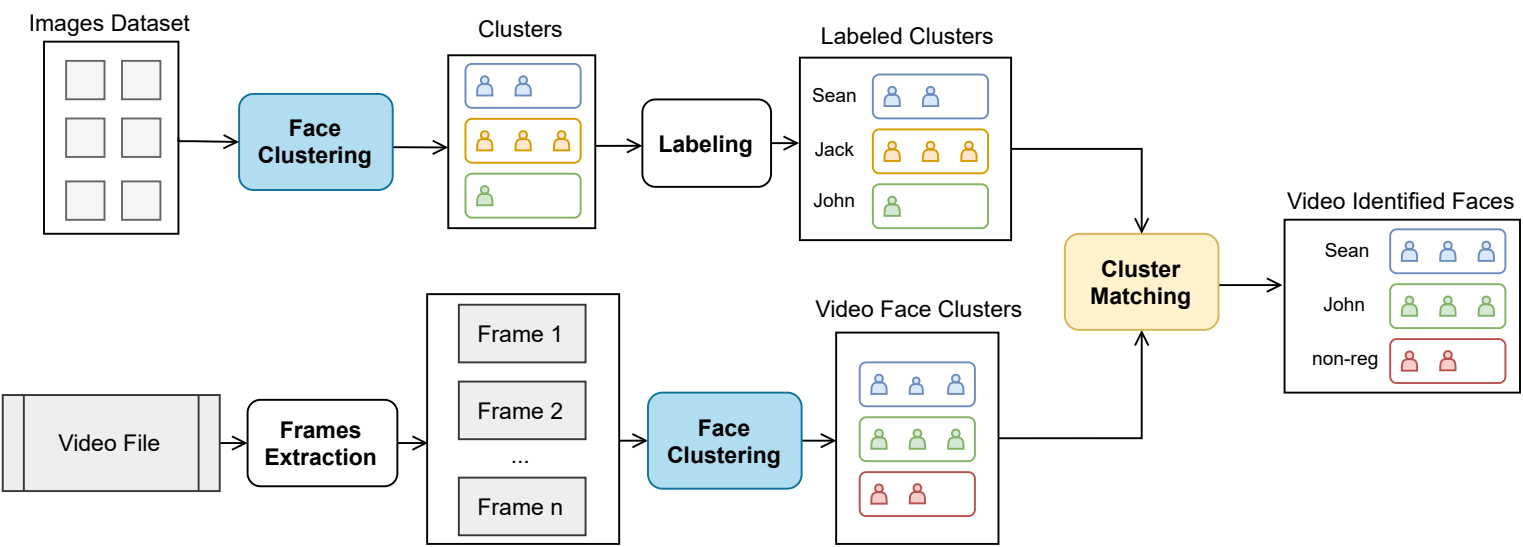 Images Dataset
Face
Clustering
Clusters
Labeling
Labeled Clusters
Sean
Jack
John
Video File
Frames
Extraction
Frame 1
Frame 2
...
Frame n
Face
Clustering
Video Face Clusters
Cluster
Matching
Video Identified Faces
Sean
John
non-reg